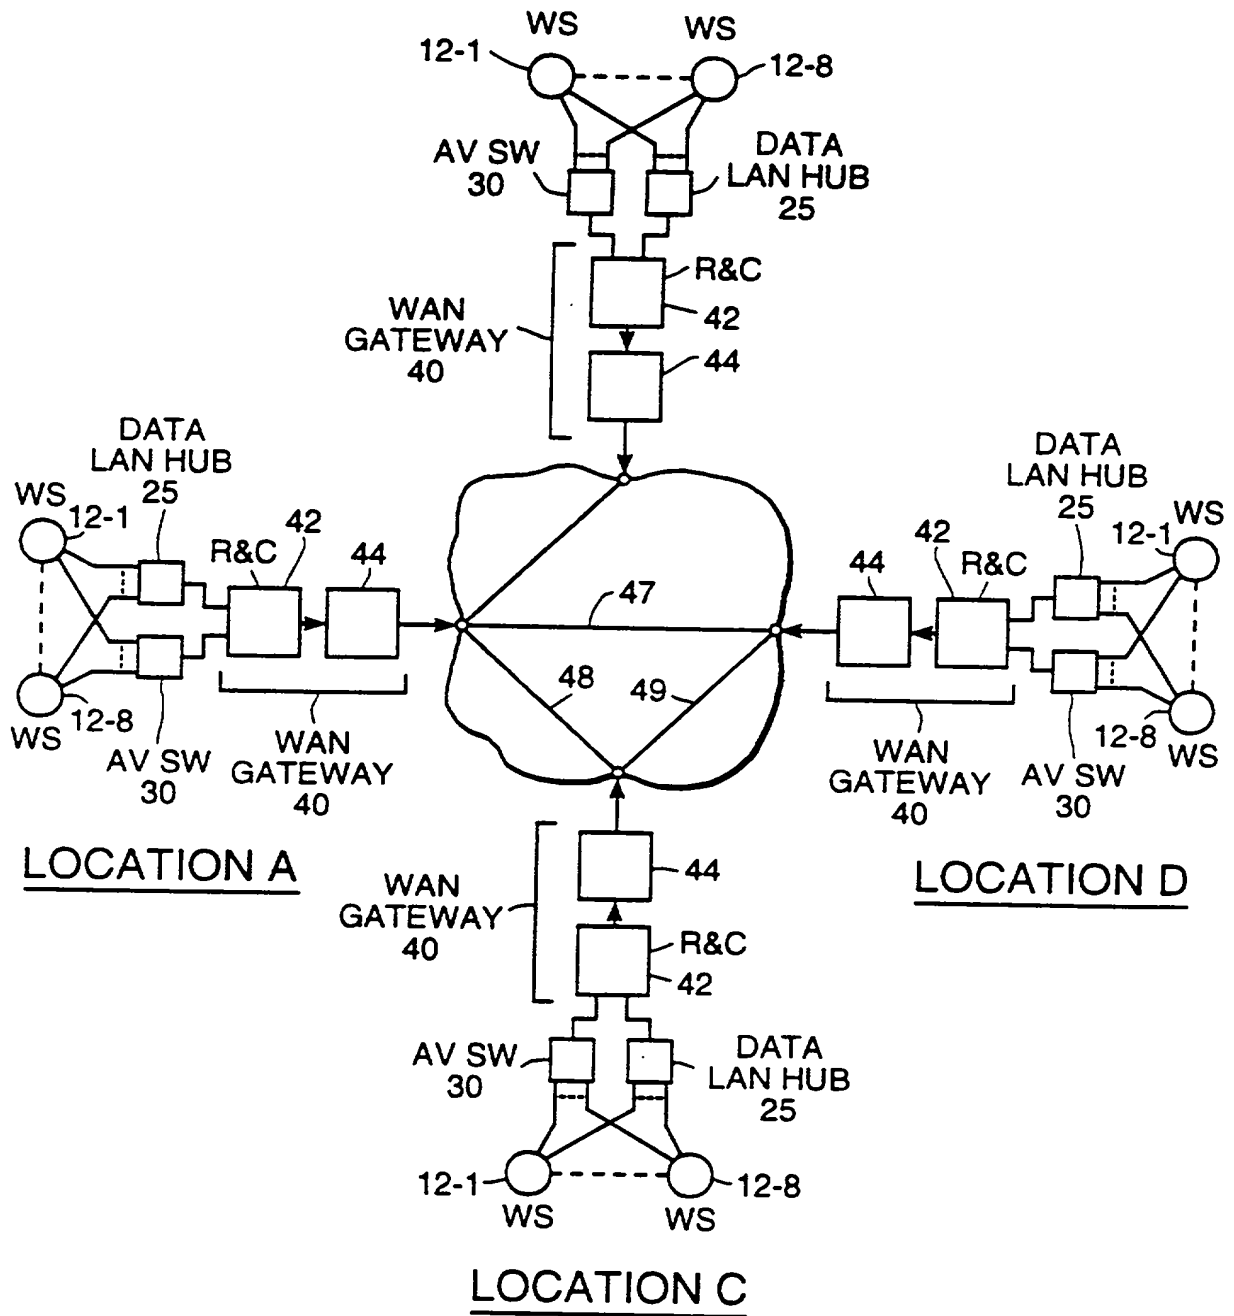 WS
WS
12-1
12-8
AV SW
30
DATA
LAN HUB
25
R&C
42
WAN
GATEWAY
40
44
DATA
LAN HUB
25
WS
12-1
42
R&C
44
12-8
WS
AV SW
30
WAN
GATEWAY
40
LOCATION A
47
48
49
DATA
LAN HUB
25
WS
12-1
42
R&C
44
12-8
WS
AV SW
30
WAN
GATEWAY
40
LOCATION D
44
WAN
GATEWAY
40
R&C
42
AV SW
30
DATA
LAN HUB
25
12-1
12-8
WS
WS
LOCATION C